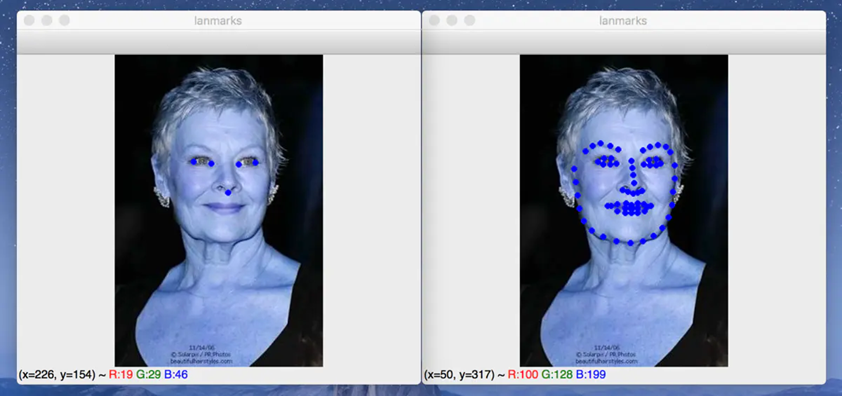 lanmarks
lanmarks
11/14/06
© Solarpix / PR Photos
beautifulhairstyles.com
11/14/06
© Solarpix / PR Photos
beautifulhairstyles.com
(x=226, y=154) ~ R:19 G:29 B:46
(x=50, y=317) ~ R:100 G:128 B:199